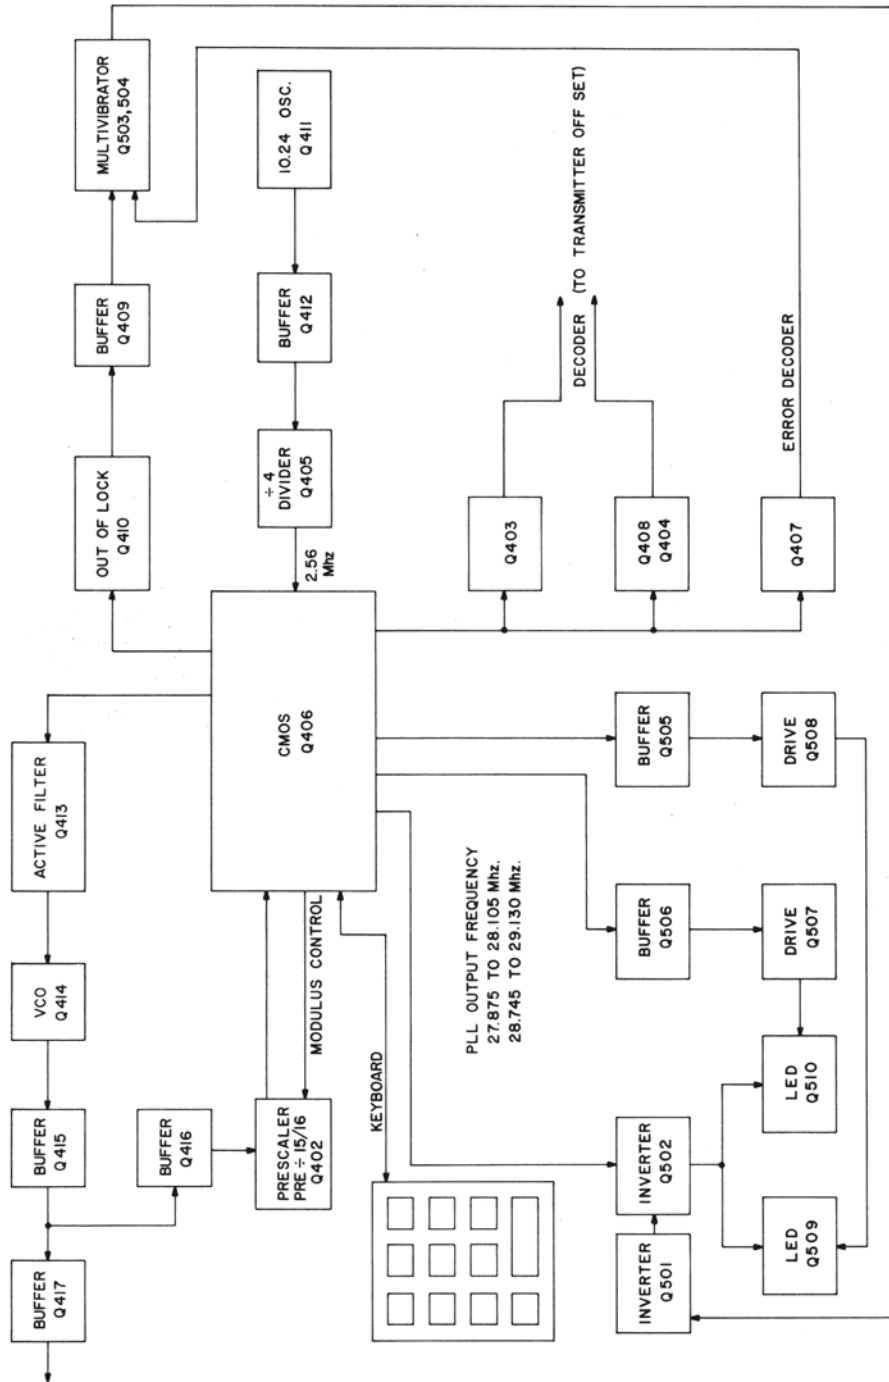 BUFFER
Q417
BUFFER
Q415
VCO
Q414
ACTIVE FILTER
Q413
OUT OF LOCK
Q410
BUFFER
Q409
MULTIVIBRATOR
Q503,504
BUFFER
Q416
PRESCALER
PRE ÷ 15/16
Q402
MODULUS CONTROL
CMOS
Q406
2.56
Mhz
÷ 4
DIVIDER
Q405
BUFFER
Q412
10.24 OSC.
Q411
KEYBOARD
PLL OUTPUT FREQUENCY
27.875 TO 28.105 Mhz.
28.745 TO 29.130 Mhz.
Q403
DECODER (TO TRANSMITTER OFF SET)
Q408
Q404
ERROR DECODER
Q407
INVERTER
Q501
INVERTER
Q502
BUFFER
Q506
BUFFER
Q505
LED
Q509
LED
Q510
DRIVE
Q507
DRIVE
Q508